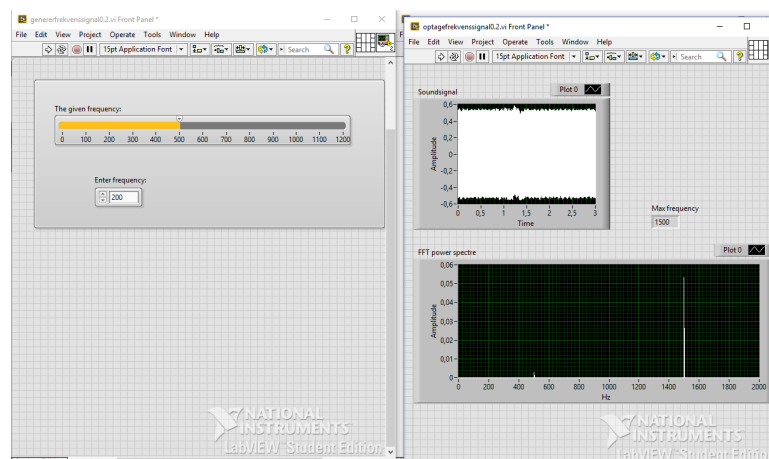 genererfrekvenssignal0.2.vi Front Panel *
File Edit View Project Operate Tools Window Help
15pt Application Font
Search
The given frequency:
0 100 200 300 400 500 600 700 800 900 1000 1100 1200
Enter frequency:
200
NATIONAL
INSTRUMENTS
LabVIEW Student Edition
optagefrekvenssignal0.2.vi Front Panel *
File Edit View Project Operate Tools Window Help
15pt Application Font
Search
Soundsignal
Plot 0
Amplitude
0,6
0,4
0,2
0
-0,2
-0,4
-0,6
0 0,5 1 1,5 2 2,5 3
Time
Max frequency
1500
FFT power spectre
Plot 0
Amplitude
0,06
0,05
0,04
0,03
0,02
0,01
0
0 200 400 600 800 1000 1200 1400 1600 1800 2000
Hz
NATIONAL
INSTRUMENTS
LabVIEW Student Edition